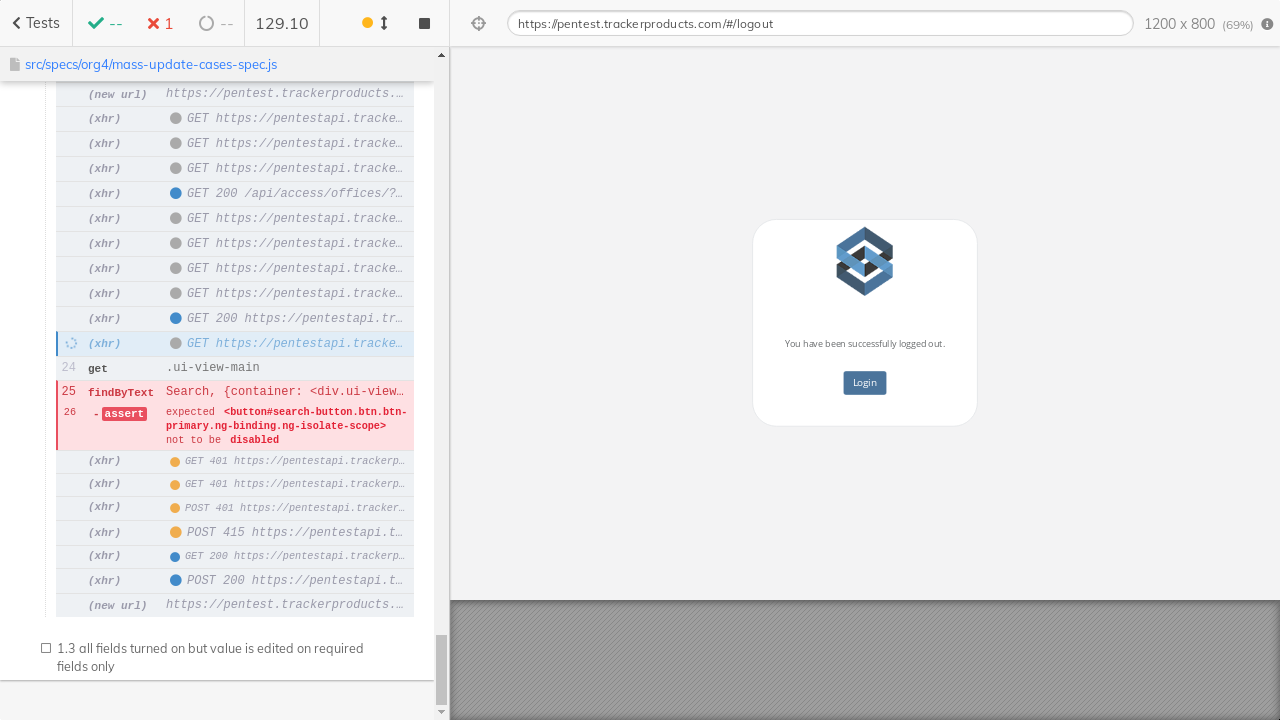 Tests -- 1 -- 129.10 https://pentest.trackerproducts.com/#/logout 1200 x 800 (69%)
src/specs/org4/mass-update-cases-spec.js
(new url) https://pentest.trackerproducts.…
(xhr) GET https://pentestapi.tracke…
(xhr) GET https://pentestapi.tracke…
(xhr) GET https://pentestapi.tracke…
(xhr) GET 200 /api/access/offices/?…
(xhr) GET https://pentestapi.tracke…
(xhr) GET https://pentestapi.tracke…
(xhr) GET https://pentestapi.tracke…
(xhr) GET https://pentestapi.tracke…
(xhr) GET 200 https://pentestapi.tr…
(xhr) GET https://pentestapi.tracke…
24 get .ui-view-main
25 findByText Search, {container: <div.ui-view…
26 -assert expected <button#search-button.btn.btn-
primary.ng-binding.ng-isolate-scope>
not to be disabled
(xhr) GET 401 https://pentestapi.trackerp…
(xhr) GET 401 https://pentestapi.trackerp…
(xhr) POST 401 https://pentestapi.tracker…
(xhr) POST 415 https://pentestapi.t…
(xhr) GET 200 https://pentestapi.trackerp…
(xhr) POST 200 https://pentestapi.t…
(new url) https://pentest.trackerproducts.…
1.3 all fields turned on but value is edited on required
fields only
You have been successfully logged out.
Login